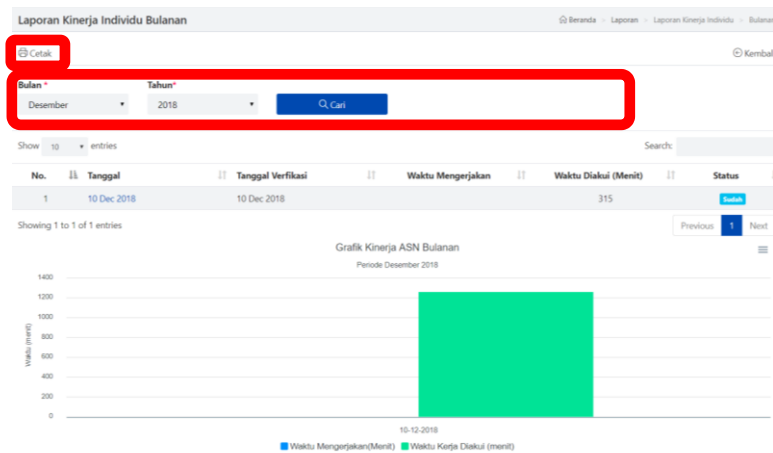 Laporan Kinerja Individu Bulanan
Beranda > Laporan > Laporan Kinerja Individu > Bulanan
Cetak
Kembali
Bulan * Tahun*
Desember 2018 Cari
Show 10 entries Search:
No. Tanggal Tanggal Verfikasi Waktu Mengerjakan Waktu Diakui (Menit) Status
1 10 Dec 2018 10 Dec 2018 315 Sudah
Showing 1 to 1 of 1 entries Previous 1 Next
Grafik Kinerja ASN Bulanan
Periode Desember 2018
1400
1200
1000
800
600
400
200
0
Waktu (menit)
10-12-2018
Waktu Mengerjakan(Menit) Waktu Kerja Diakui (menit)